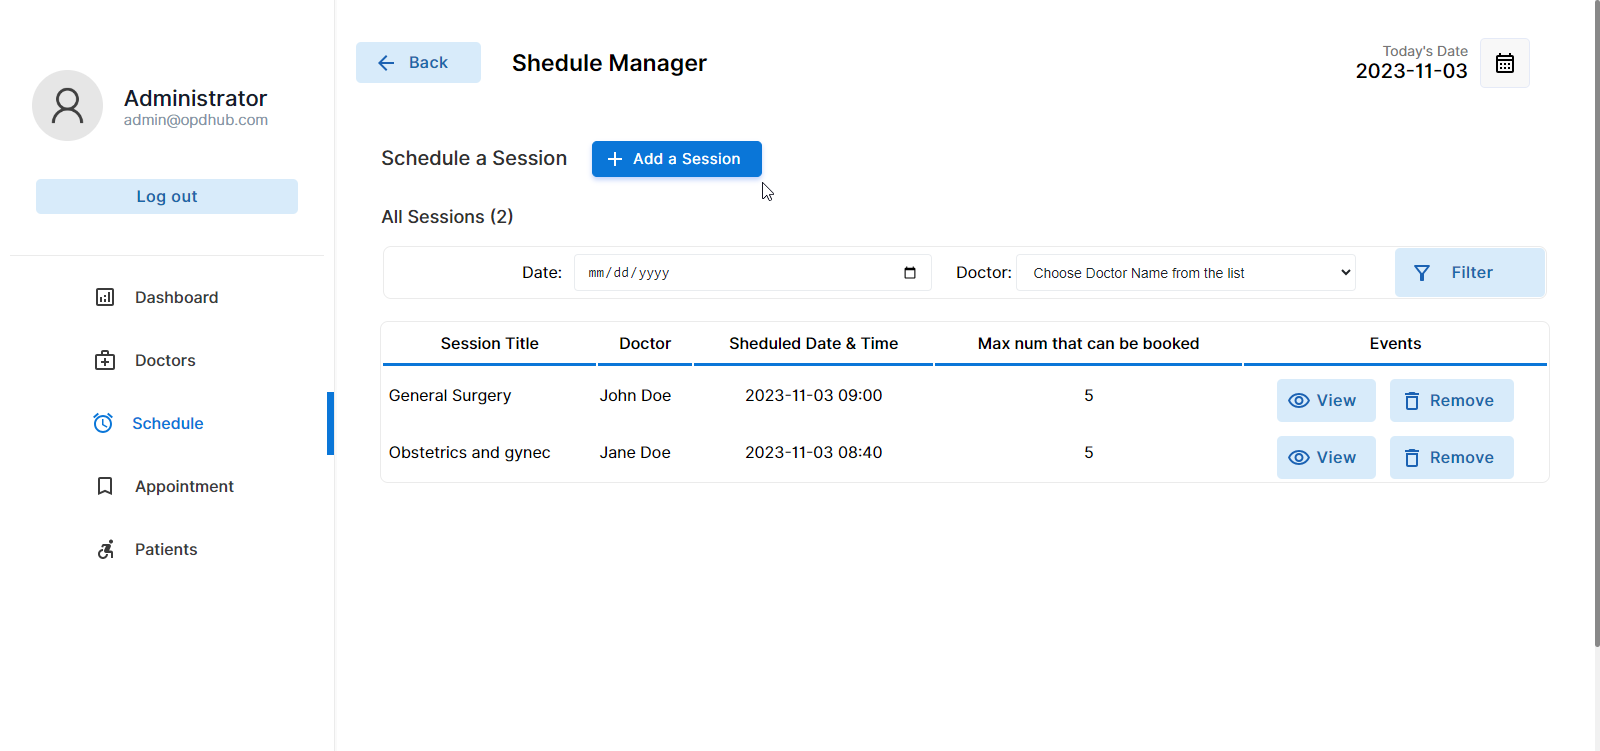 Administrator
admin@opdhub.com
Log out
Dashboard
Doctors
Schedule
Appointment
Patients
Back
Shedule Manager
Today's Date
2023-11-03
Schedule a Session
Add a Session
All Sessions (2)
Date: mm/dd/yyyy Doctor: Choose Doctor Name from the list Filter
Session Title Doctor Sheduled Date & Time Max num that can be booked Events
General Surgery John Doe 2023-11-03 09:00 5 View Remove
Obstetrics and gynec Jane Doe 2023-11-03 08:40 5 View Remove